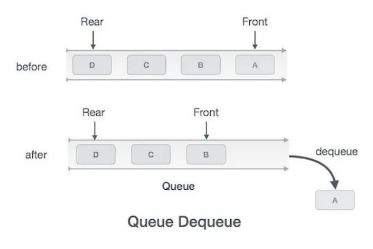 Rear Front
before D C B A
Rear Front
after D C B dequeue
Queue A
Queue Dequeue